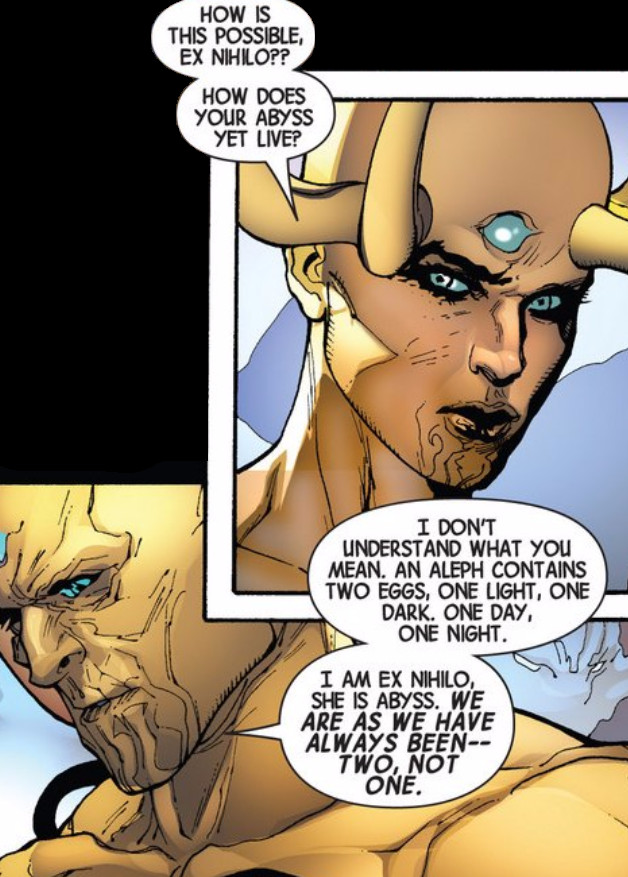 HOW IS
THIS POSSIBLE,
EX NIHILO??
HOW DOES
YOUR ABYSS
YET LIVE?
I DON'T
UNDERSTAND WHAT YOU
MEAN. AN ALEPH CONTAINS
TWO EGGS, ONE LIGHT, ONE
DARK. ONE DAY,
ONE NIGHT.
I AM EX NIHILO,
SHE IS ABYSS. WE
ARE AS WE HAVE
ALWAYS BEEN--
TWO, NOT
ONE.